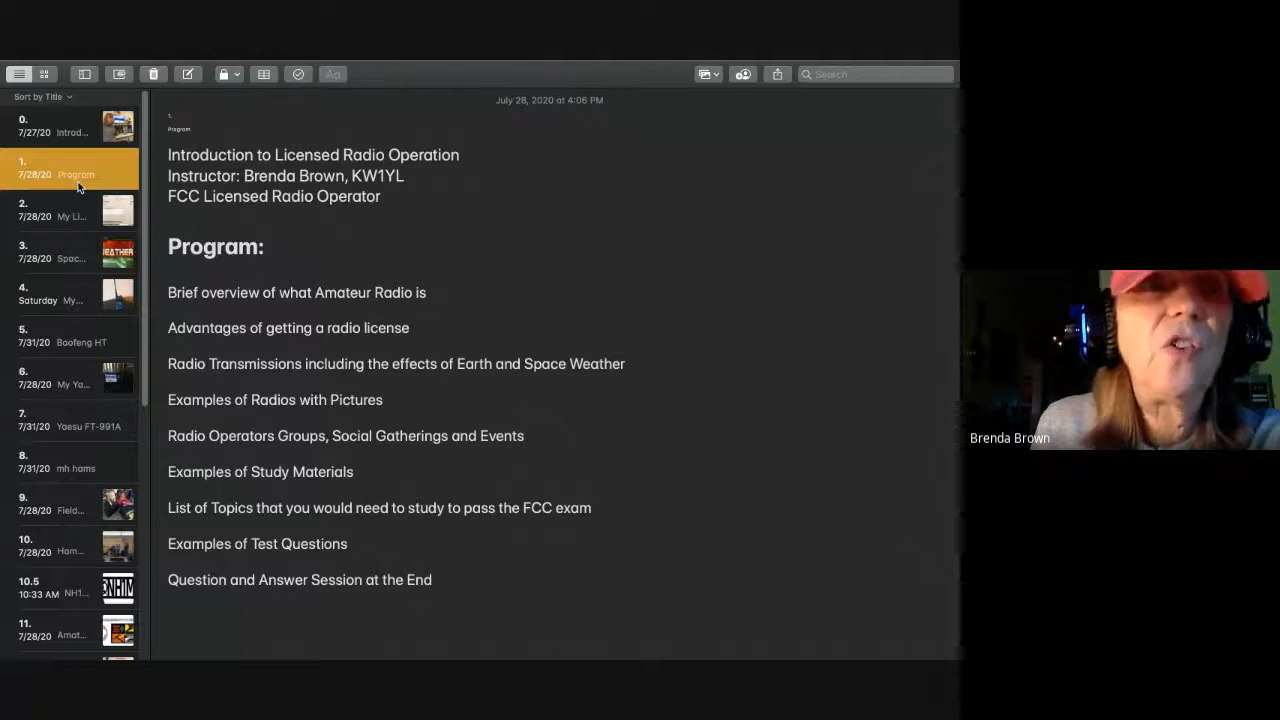 Aa
Search
Sort by Title
0.
7/27/20 Introd...
1.
7/28/20 Program
2.
7/28/20 My Li...
3.
7/28/20 Spac...
4.
Saturday My...
5.
7/31/20 Baofeng HT
6.
7/28/20 My Ya...
7.
7/31/20 Yaesu FT-991A
8.
7/31/20 mh hams
9.
7/28/20 Field...
10.
7/28/20 Ham...
10.5
10:33 AM NH1...
11.
7/28/20 Amat...
EATHER
July 28, 2020 at 4:06 PM
1.
Program
Introduction to Licensed Radio Operation
Instructor: Brenda Brown, KW1YL
FCC Licensed Radio Operator
Program:
Brief overview of what Amateur Radio is
Advantages of getting a radio license
Radio Transmissions including the effects of Earth and Space Weather
Examples of Radios with Pictures
Radio Operators Groups, Social Gatherings and Events
Examples of Study Materials
List of Topics that you would need to study to pass the FCC exam
Examples of Test Questions
Question and Answer Session at the End
Brenda Brown